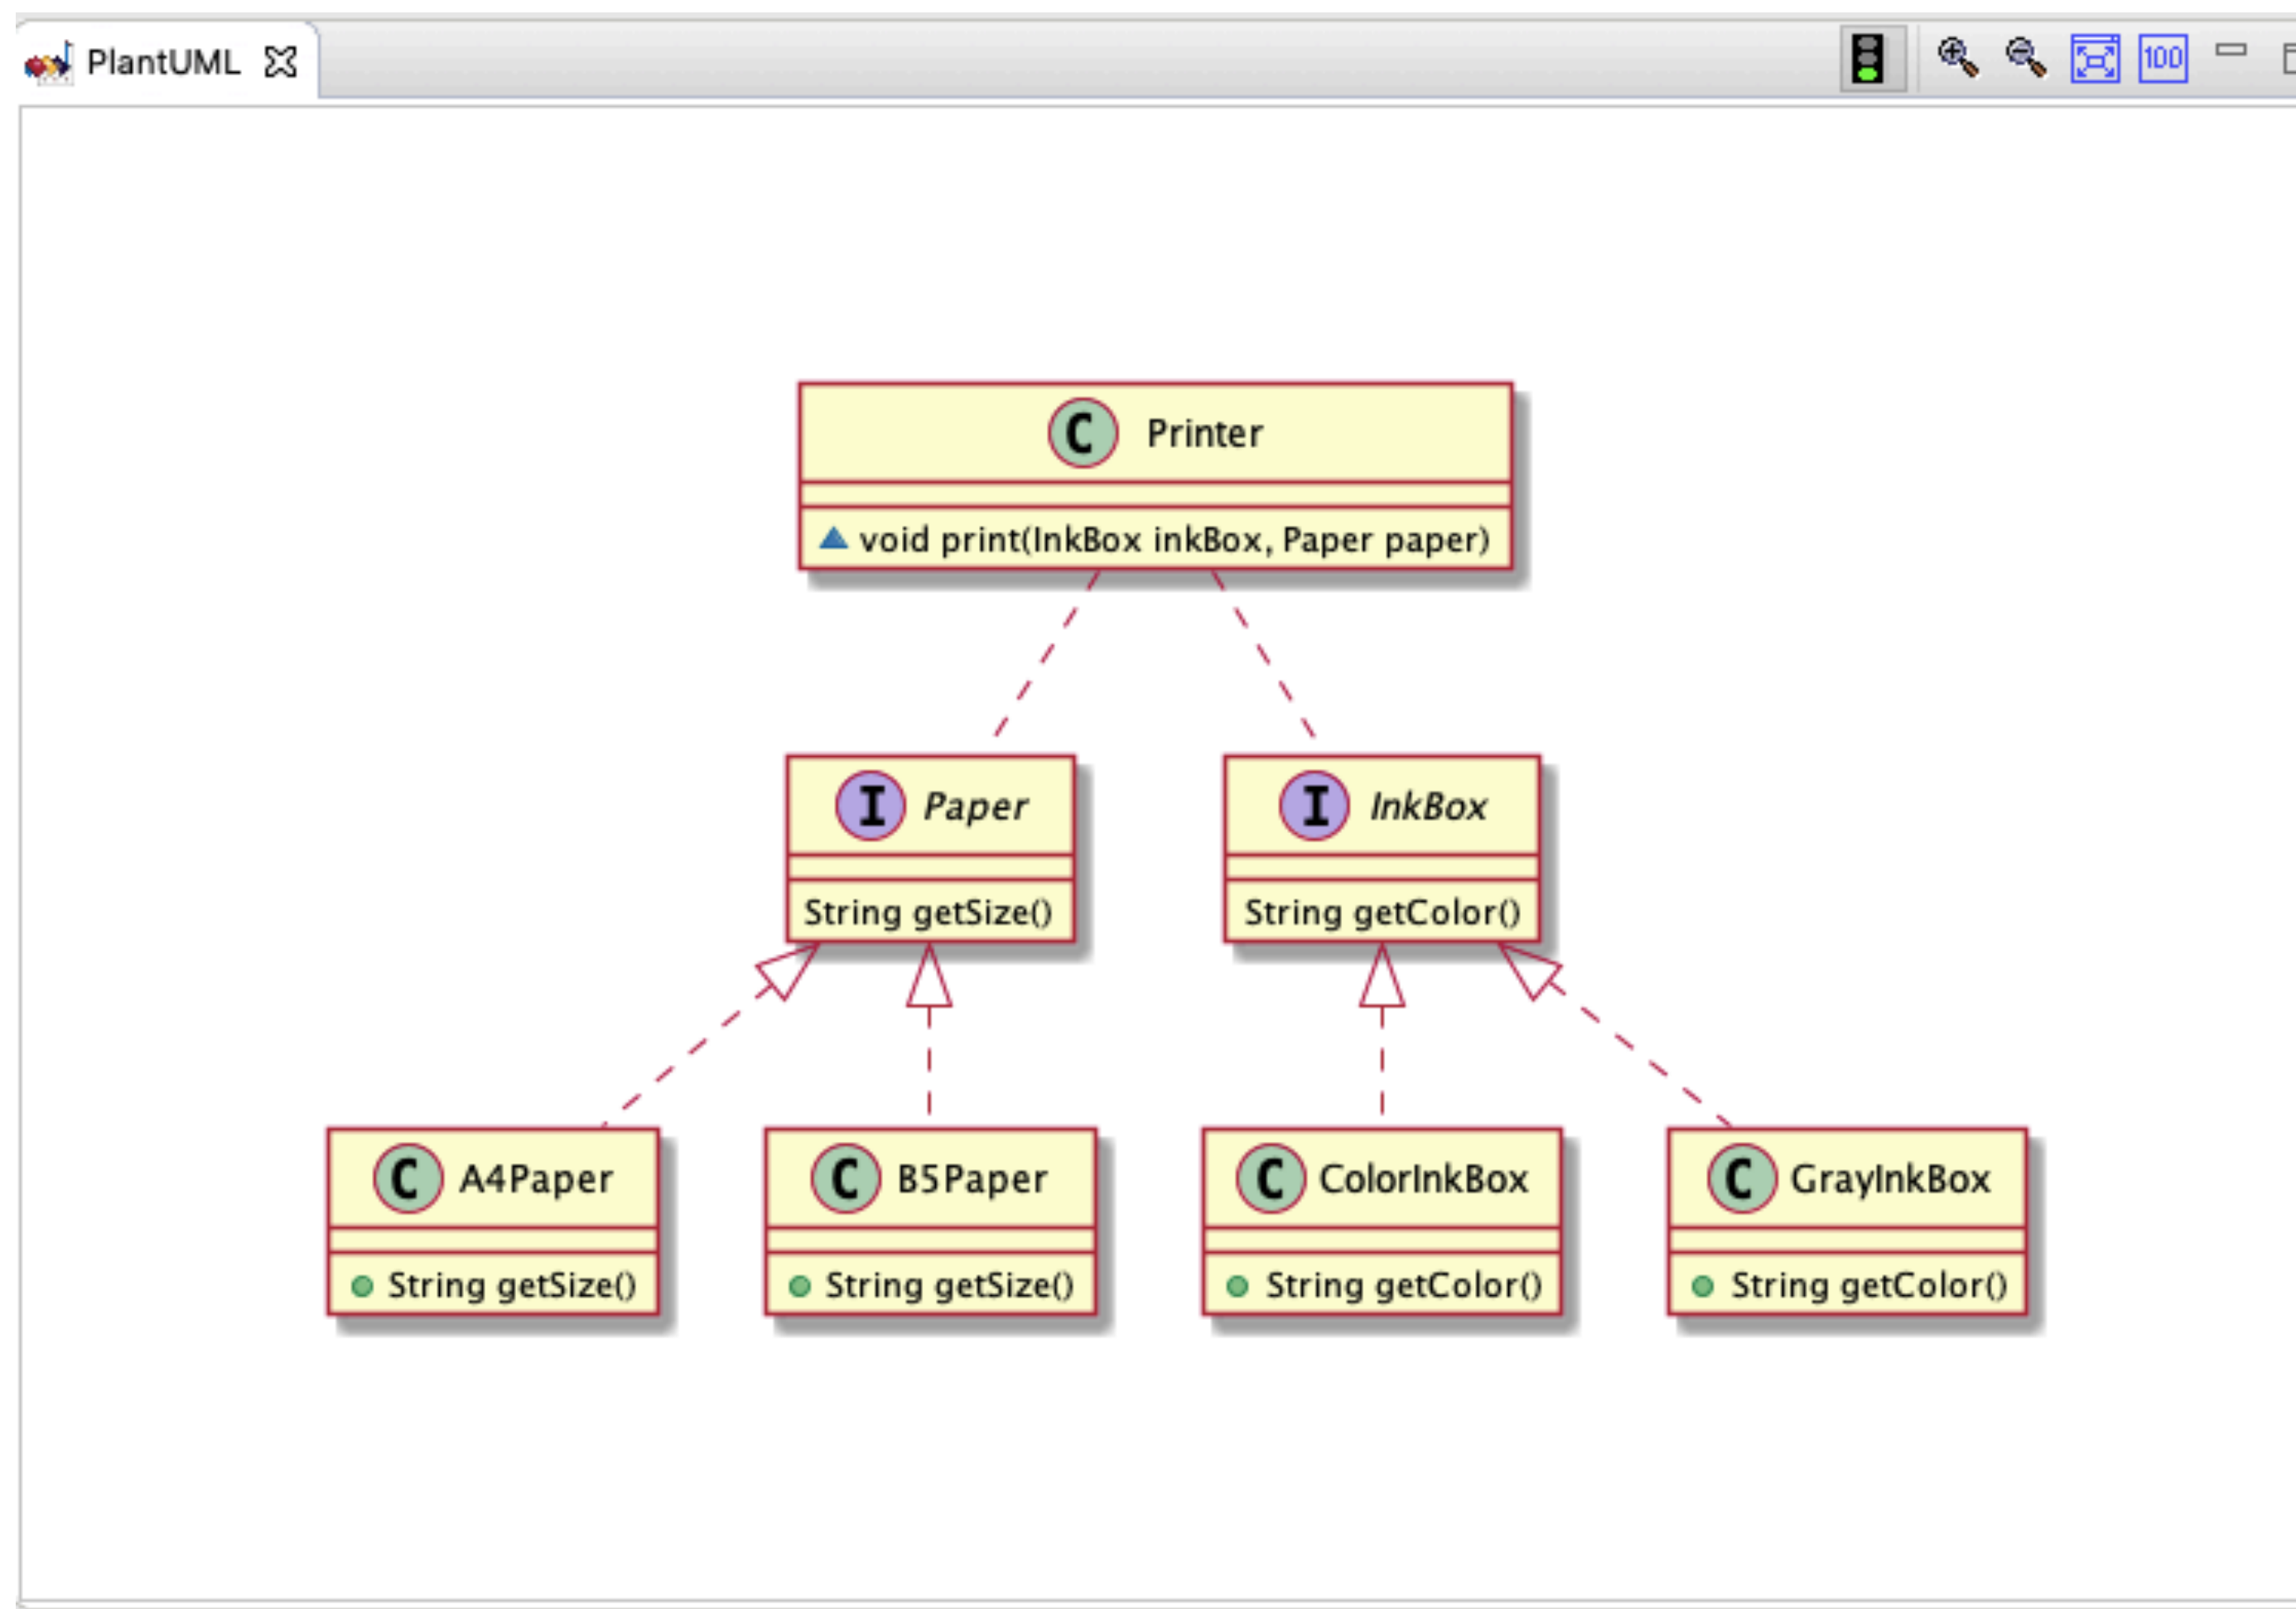 PlantUML
100
C Printer
void print(InkBox inkBox, Paper paper)
I Paper
String getSize()
I InkBox
String getColor()
C A4Paper
String getSize()
C B5Paper
String getSize()
C ColorInkBox
String getColor()
C GrayInkBox
String getColor()